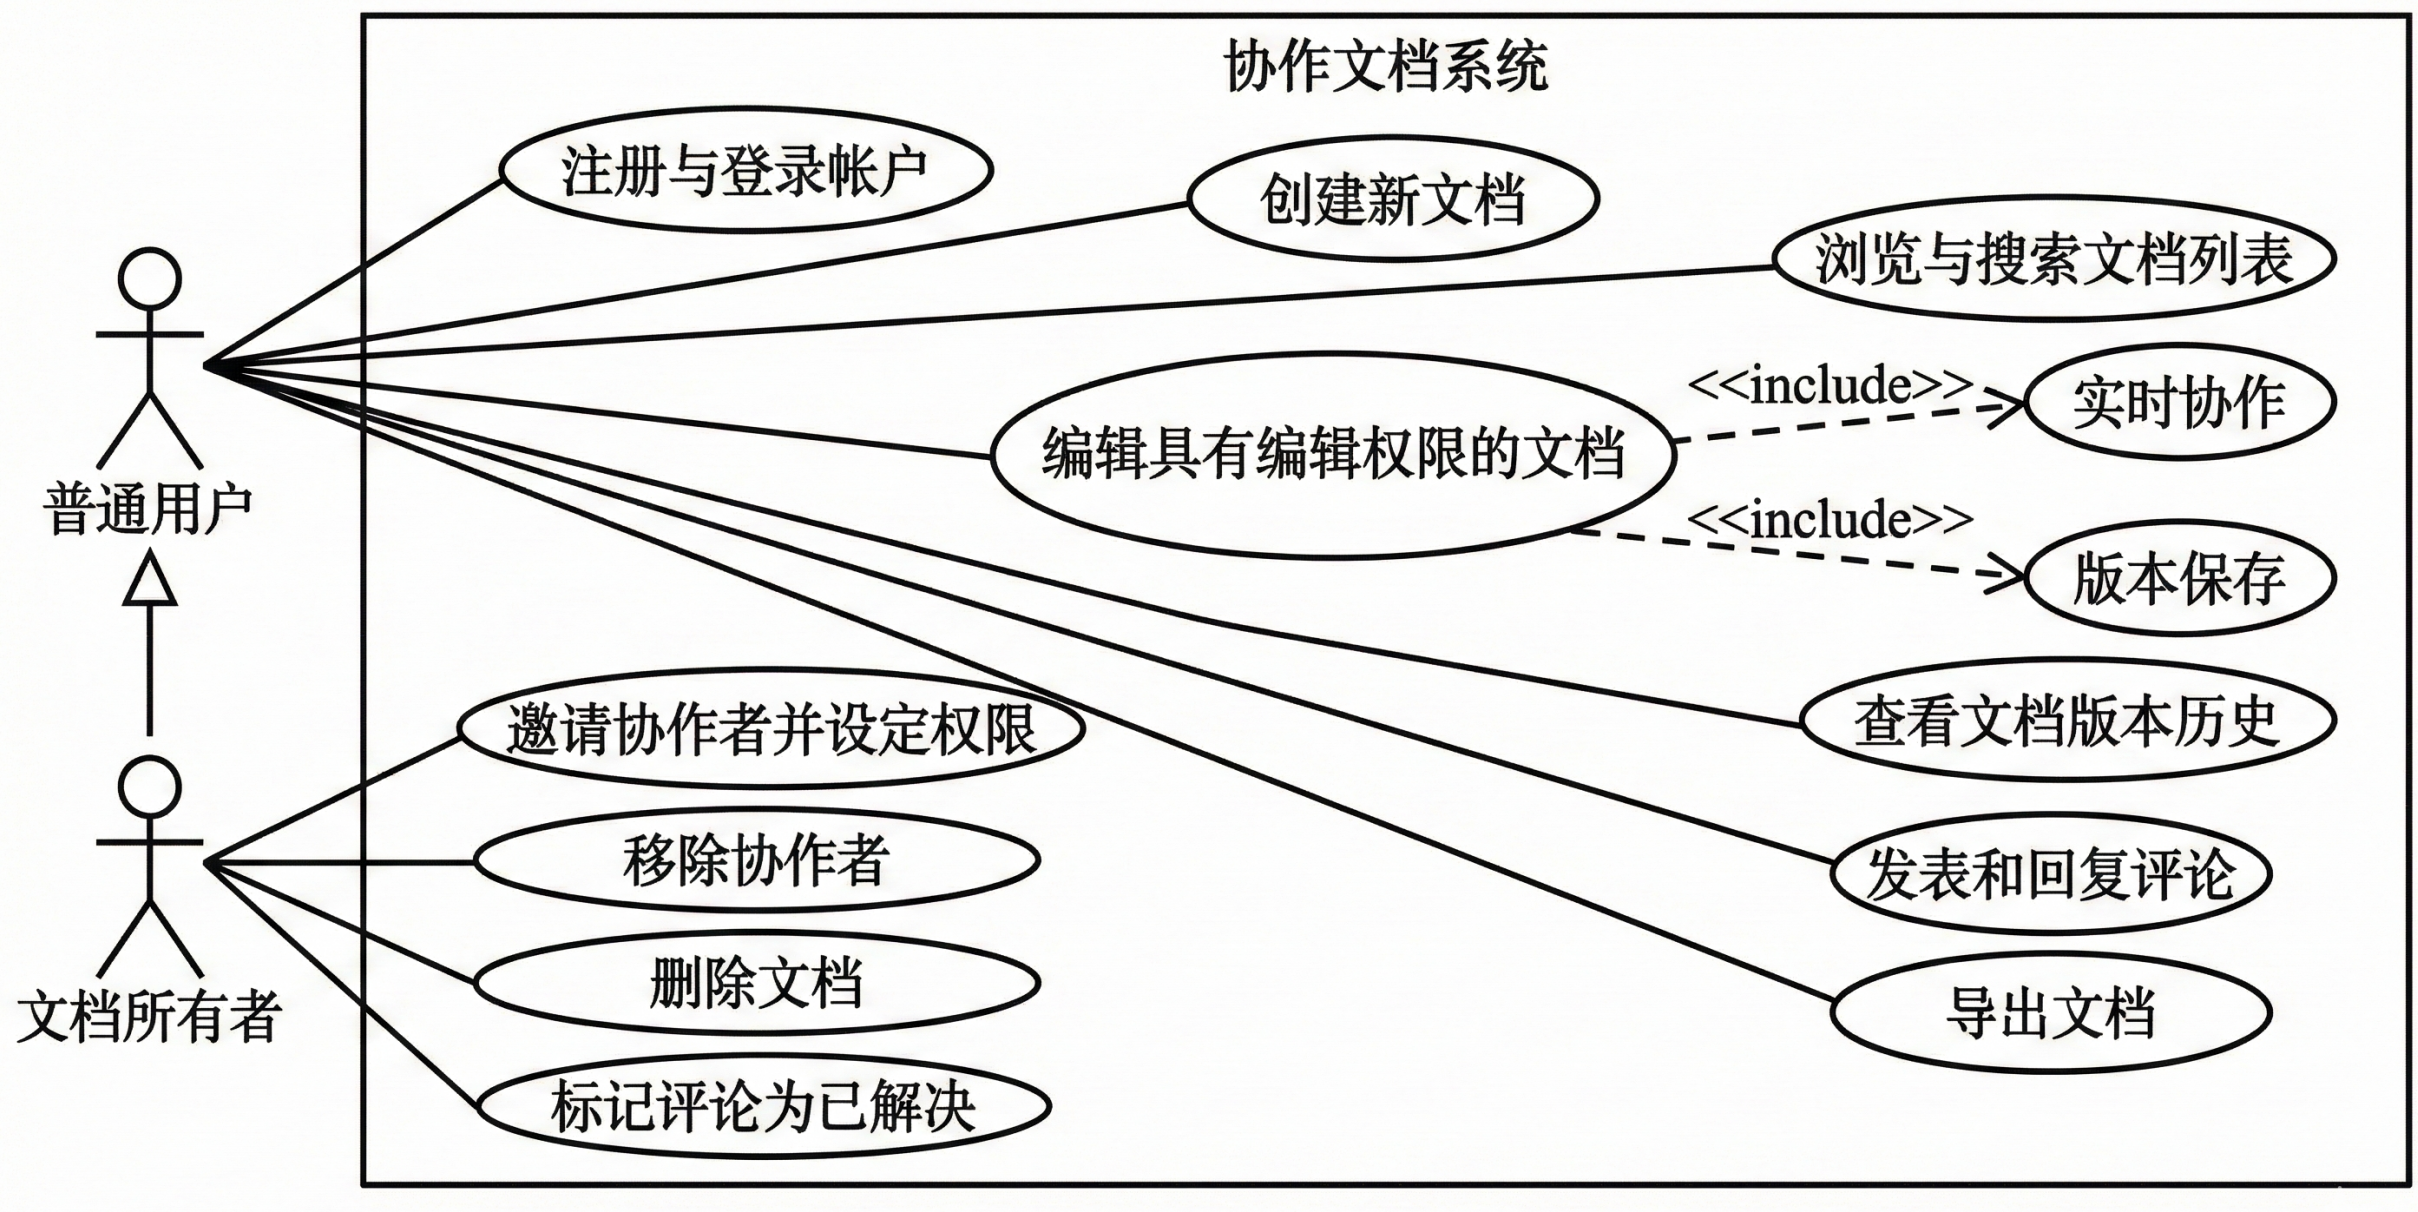 协作文档系统
注册与登录帐户
创建新文档
浏览与搜索文档列表
<<include>>
实时协作
编辑具有编辑权限的文档
普通用户
<<include>>
版本保存
邀请协作者并设定权限
查看文档版本历史
移除协作者
发表和回复评论
删除文档
文档所有者
导出文档
标记评论为已解决